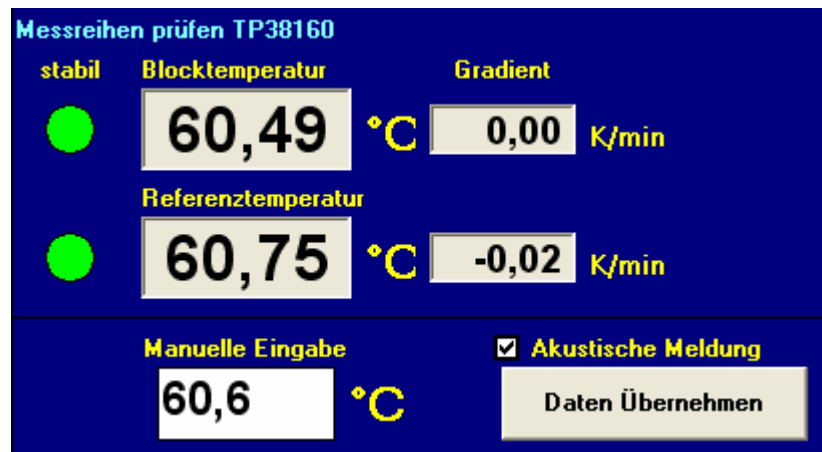 Messreihen prüfen TP38160
stabil Blocktemperatur Gradient
60,49 °C 0,00 K/min
Referenztemperatur
60,75 °C -0,02 K/min
Manuelle Eingabe Akustische Meldung
60,6 °C Daten Übernehmen